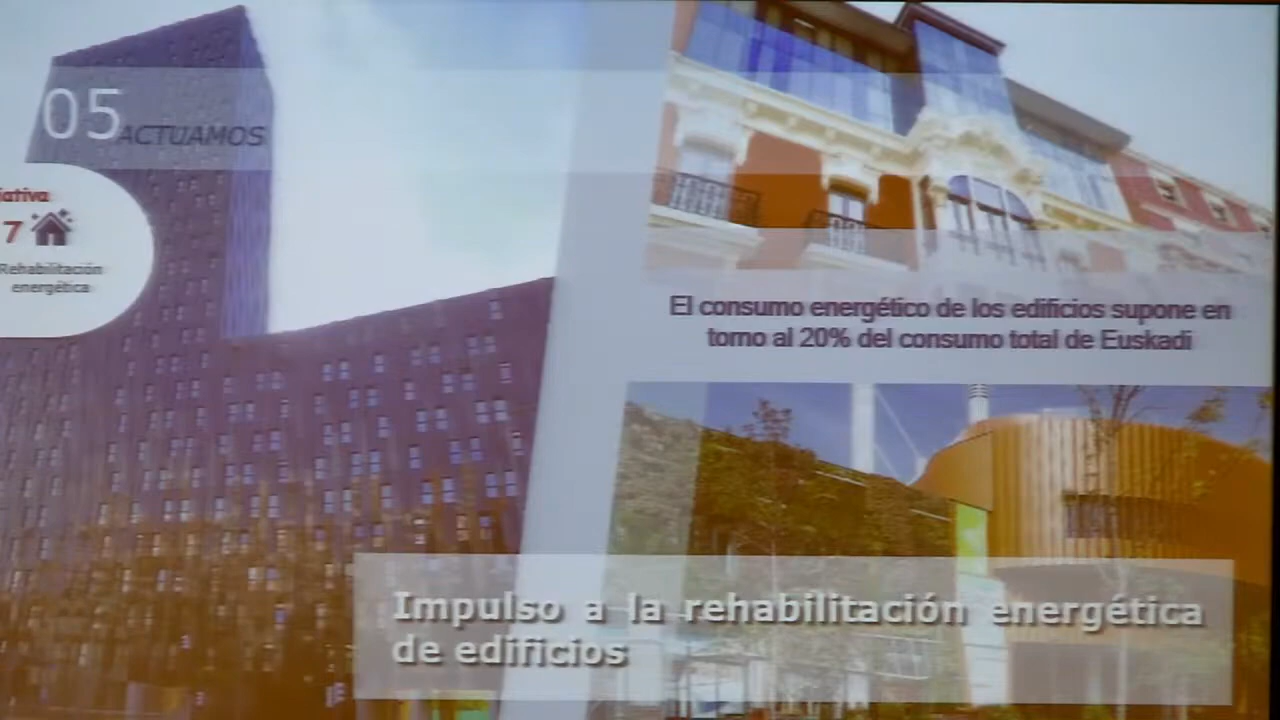 05
ACTUAMOS
7
Rehabilitación
energética
El consumo energético de los edificios supone en
torno al 20% del consumo total de Euskadi
Impulso a la rehabilitación energética
de edificios